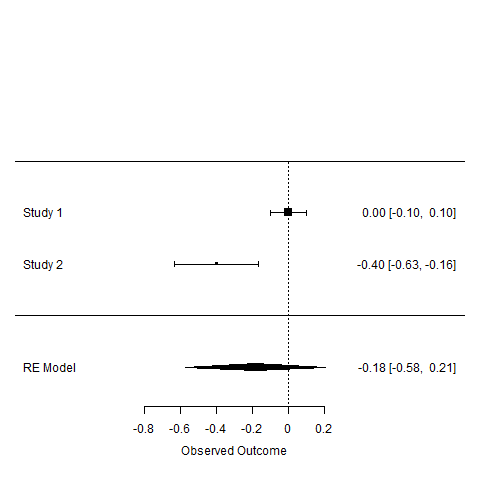 Study 1 0.00 [-0.10, 0.10]
Study 2 -0.40 [-0.63, -0.16]
RE Model -0.18 [-0.58, 0.21]
-0.8 -0.6 -0.4 -0.2 0 0.2
Observed Outcome